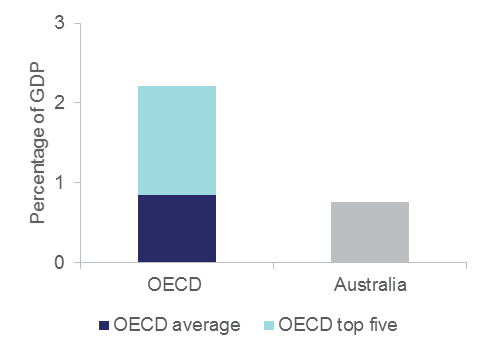 3
2
1
0
Percentage of GDP
OECD
Australia
OECD average
OECD top five